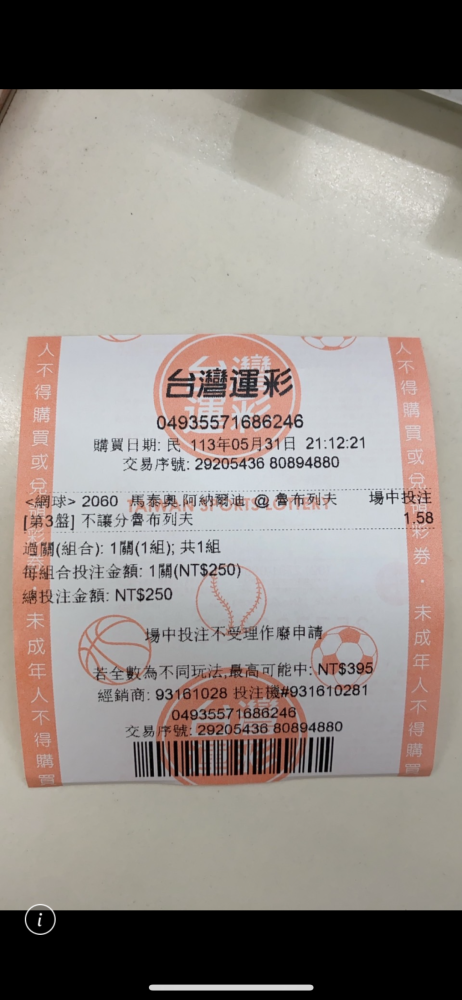 台灣運彩
04935571686246
購買日期: 民 113年05月31日 21:12:21
交易序號: 29205436 80894880
<網球> 2060 馬泰奧 阿納爾迪 @ 魯布列夫 場中投注
TAIWAN SPORTS LOTTERY
[第3盤] 不讓分魯布列夫 1.58
過關(組合): 1關(1組); 共1組
每組合投注金額: 1關(NT$250)
總投注金額: NT$250
場中投注不受理作廢申請
若全數為不同玩法,最高可能中: NT$395
經銷商: 93161028 投注機#931610281
04935571686246
交易序號: 29205436 80894880
人不得購買或兌
未成年人不得購買
人不得購買或兌領彩券．未成年人不得購